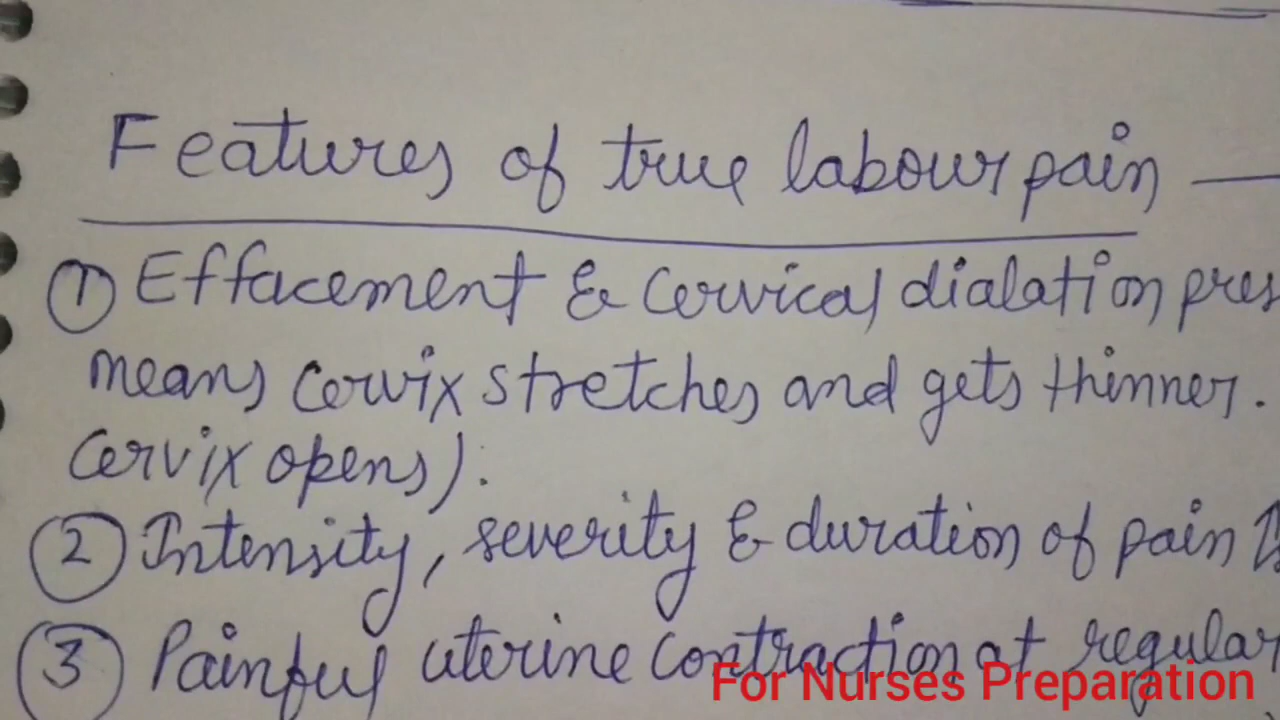 Features of true labour pain —
① Effacement & Cervical dialation pres
means cervix stretches and gets thinner.
Cervix opens).
② Intensity, severity & duration of pain
③ Painful uterine contraction at regular
For Nurses Preparation